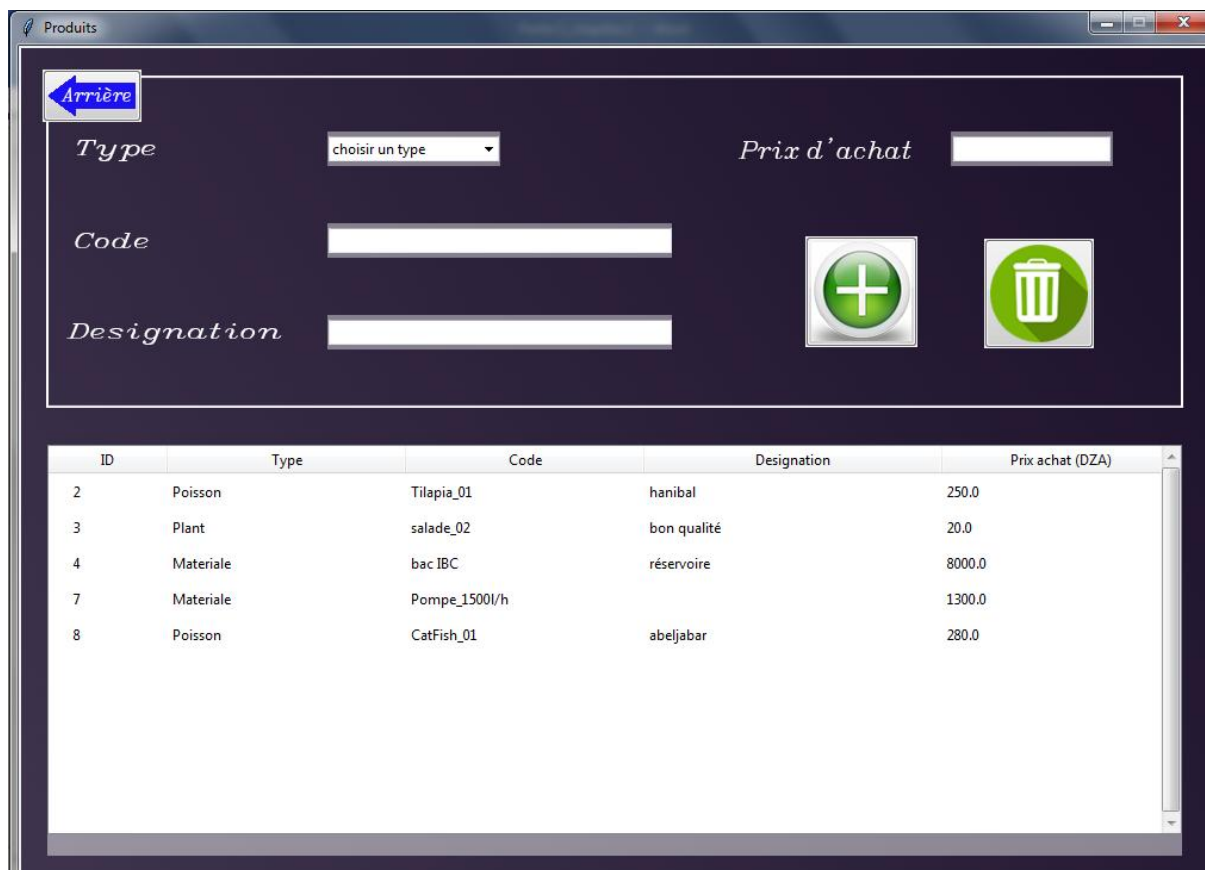 Produits
Arrière
Type choisir un type Prix d'achat
Code
Designation
ID Type Code Designation Prix achat (DZA)
2 Poisson Tilapia_01 hanibal 250.0
3 Plant salade_02 bon qualité 20.0
4 Materiale bac IBC réservoire 8000.0
7 Materiale Pompe_1500l/h 1300.0
8 Poisson CatFish_01 abeljabar 280.0